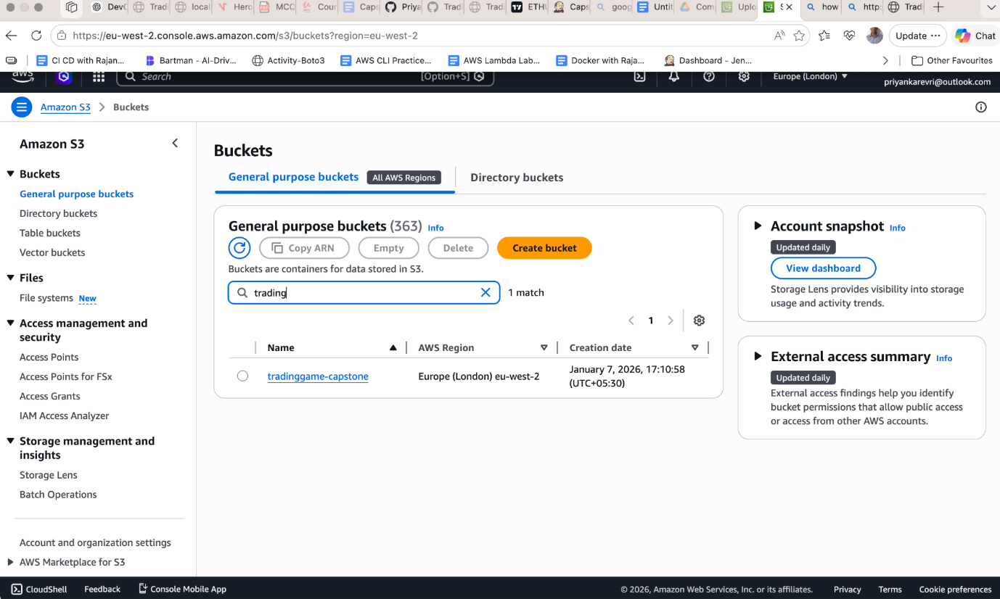 DevC
Tradi
local
Hero
MCC
Cour
Caps
Priya
Tradi
Tradi
ETHU
Caps
goog
Untit
Com
Uplo
S
how
http:
Tradi
https://eu-west-2.console.aws.amazon.com/s3/buckets?region=eu-west-2
Update
Chat
CI CD with Rajan...
Bartman - AI-Driv...
Activity-Boto3
AWS CLI Practice...
AWS Lambda Lab...
Docker with Raja...
Dashboard - Jen...
Other Favourites
aws
Search
[Option+S]
Europe (London)
priyankarevri@outlook.com
Amazon S3
Buckets
Amazon S3
Buckets
General purpose buckets
Directory buckets
Table buckets
Vector buckets
Files
File systems New
Access management and
security
Access Points
Access Points for FSx
Access Grants
IAM Access Analyzer
Storage management and
insights
Storage Lens
Batch Operations
Account and organization settings
AWS Marketplace for S3
Buckets
General purpose buckets All AWS Regions
Directory buckets
General purpose buckets (363) Info
Copy ARN
Empty
Delete
Create bucket
Buckets are containers for data stored in S3.
trading
1 match
1
Name
AWS Region
Creation date
tradinggame-capstone
Europe (London) eu-west-2
January 7, 2026, 17:10:58
(UTC+05:30)
Account snapshot Info
Updated daily
View dashboard
Storage Lens provides visibility into storage
usage and activity trends.
External access summary Info
Updated daily
External access findings help you identify
bucket permissions that allow public access
or access from other AWS accounts.
CloudShell
Feedback
Console Mobile App
© 2026, Amazon Web Services, Inc. or its affiliates.
Privacy
Terms
Cookie preferences